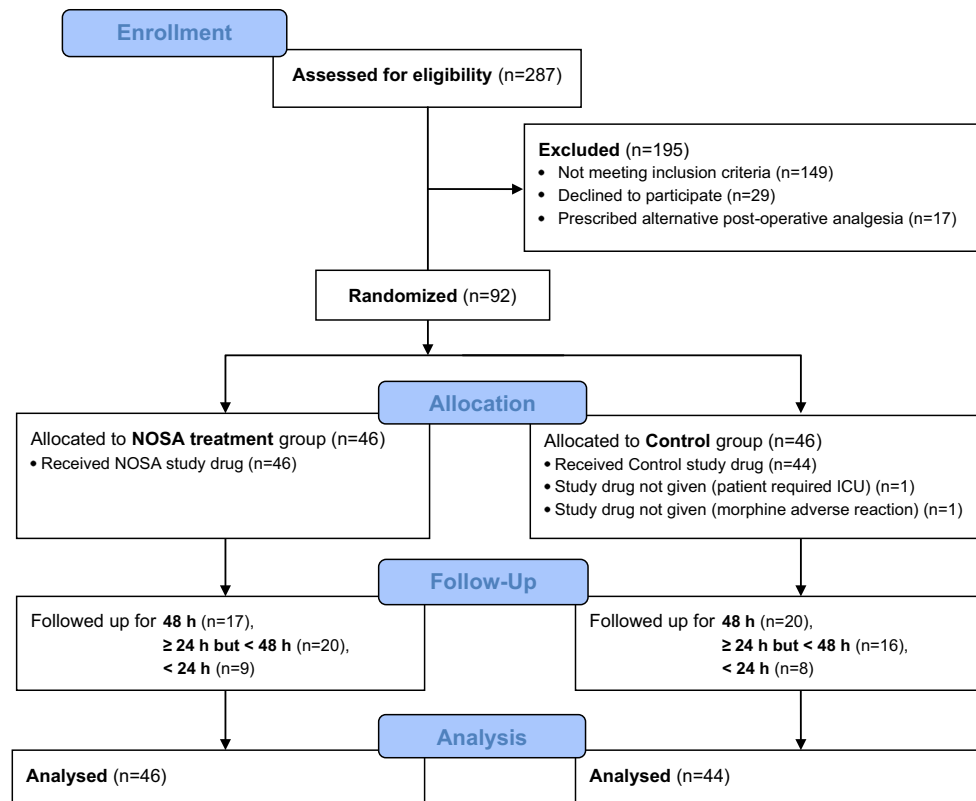 Enrollment
Assessed for eligibility (n=287)
Excluded (n=195)
• Not meeting inclusion criteria (n=149)
• Declined to participate (n=29)
• Prescribed alternative post-operative analgesia (n=17)
Randomized (n=92)
Allocation
Allocated to NOSA treatment group (n=46)
• Received NOSA study drug (n=46)
Allocated to Control group (n=46)
• Received Control study drug (n=44)
• Study drug not given (patient required ICU) (n=1)
• Study drug not given (morphine adverse reaction) (n=1)
Follow-Up
Followed up for 48 h (n=17),
≥ 24 h but < 48 h (n=20),
< 24 h (n=9)
Followed up for 48 h (n=20),
≥ 24 h but < 48 h (n=16),
< 24 h (n=8)
Analysis
Analysed (n=46)
Analysed (n=44)